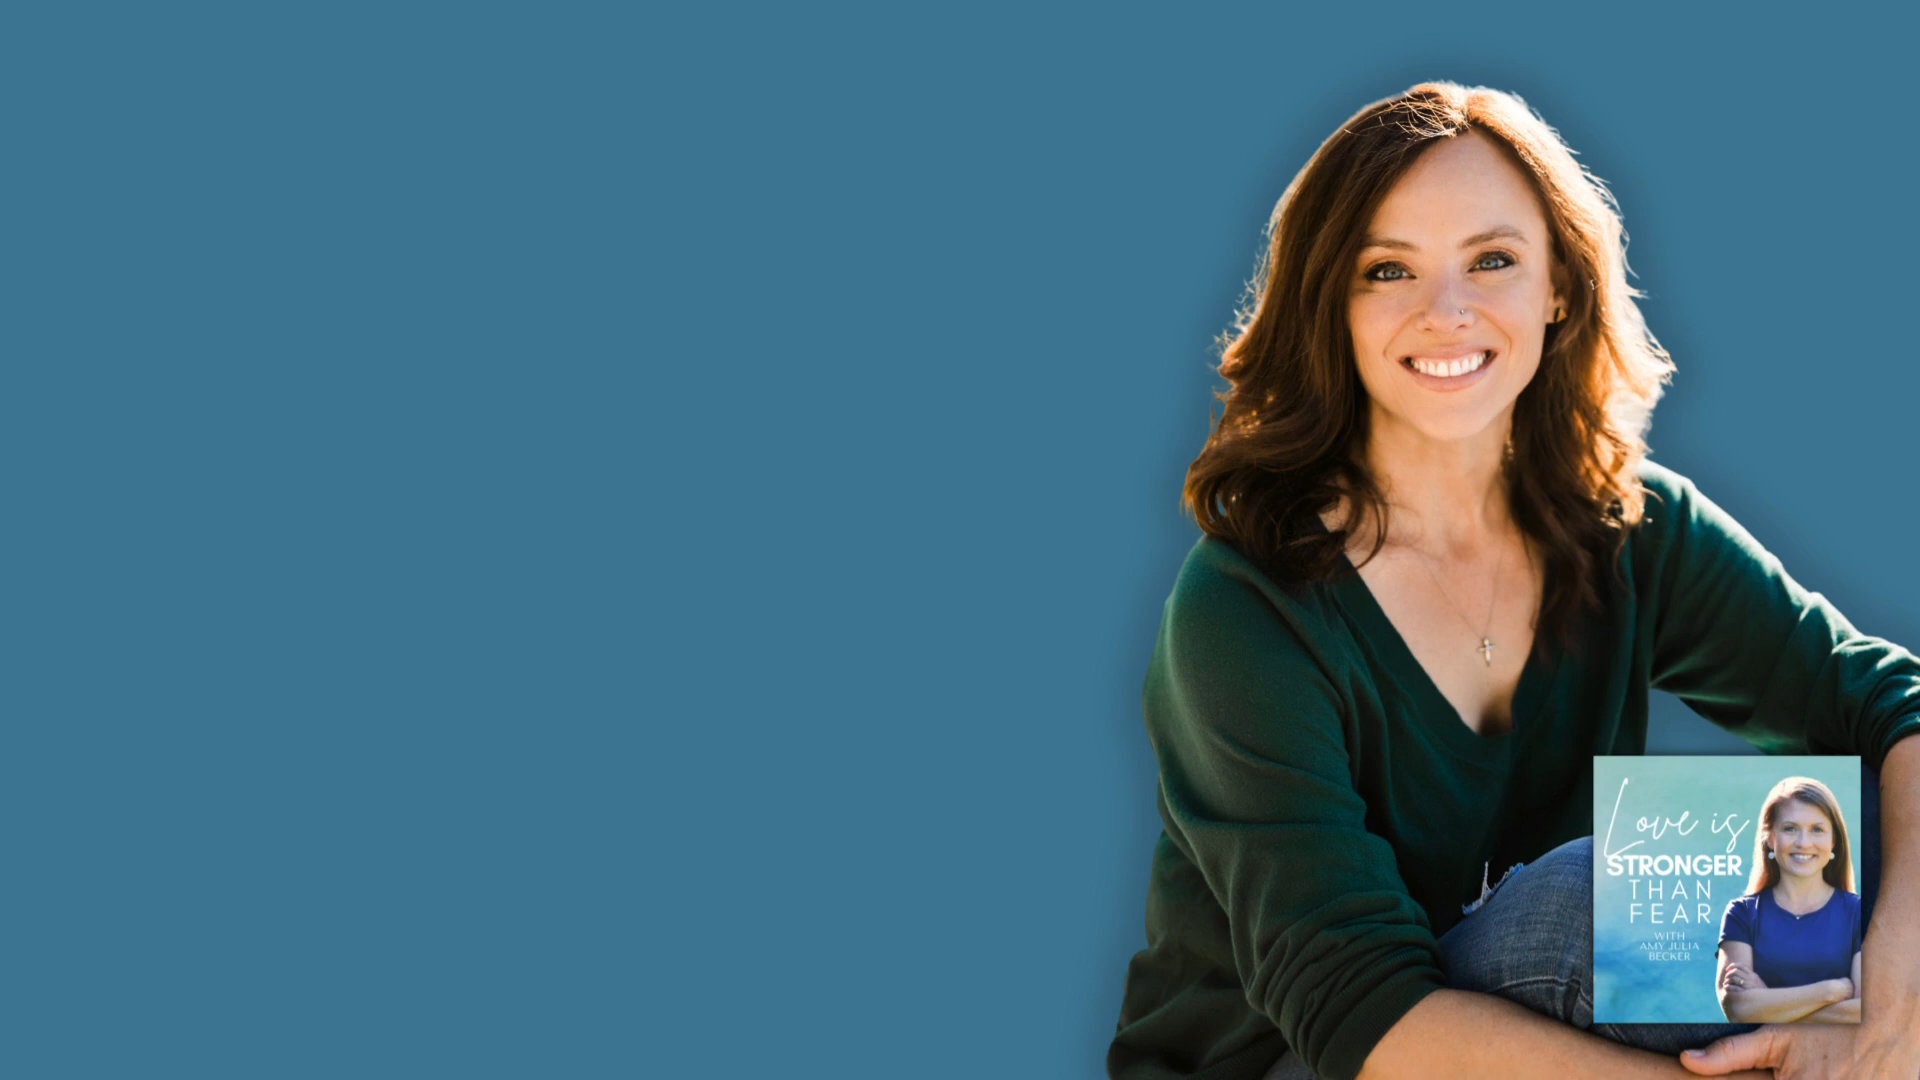 Love is
STRONGER
THAN
FEAR
WITH
AMY JULIA
BECKER